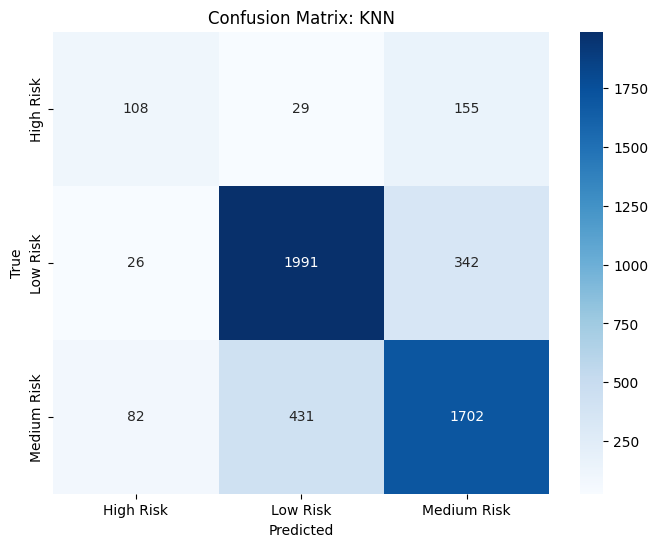 Confusion Matrix: KNN
High Risk
Low Risk
Medium Risk
True
108 29 155
26 1991 342
82 431 1702
High Risk Low Risk Medium Risk
Predicted
1750
1500
1250
1000
750
500
250